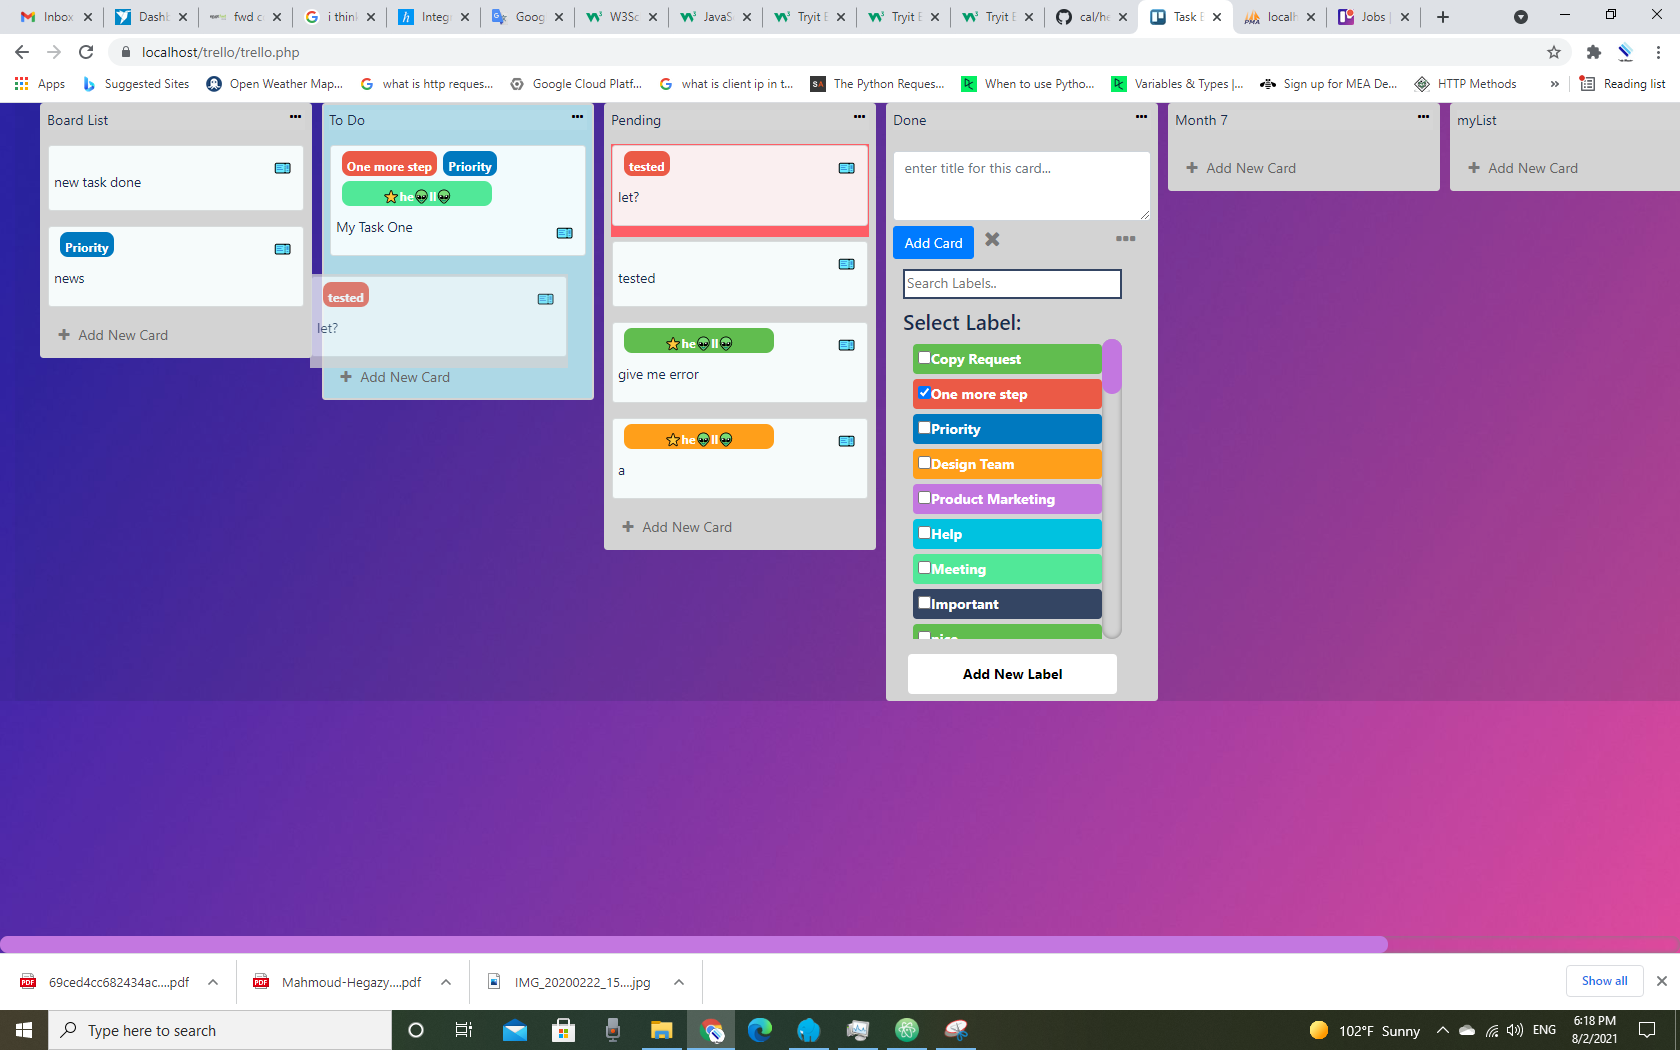 Inbox
Dash
fwd c
i think
Integ
Goog
W3Sc
JavaS
Tryit E
Tryit E
Tryit E
cal/he
Task E
localh
Jobs |
localhost/trello/trello.php
Apps
Suggested Sites
Open Weather Map...
what is http reques...
Google Cloud Platf...
what is client ip in t...
The Python Reques...
When to use Pytho...
Variables & Types |...
Sign up for MEA De...
HTTP Methods
»
Reading list
Board List
new task done
Priority
news
+ Add New Card
To Do
One more step Priority
⭐he👽ll👽
My Task One
tested
let?
+ Add New Card
Pending
tested
let?
tested
⭐he👽ll👽
give me error
⭐he👽ll👽
a
+ Add New Card
Done
enter title for this card...
Add Card
Search Labels..
Select Label:
Copy Request
One more step
Priority
Design Team
Product Marketing
Help
Meeting
Important
nice
Add New Label
Month 7
+ Add New Card
myList
+ Add New Card
69ced4cc682434ac....pdf
Mahmoud-Hegazy....pdf
IMG_20200222_15....jpg
Show all
Type here to search
102°F Sunny
ENG
6:18 PM
8/2/2021